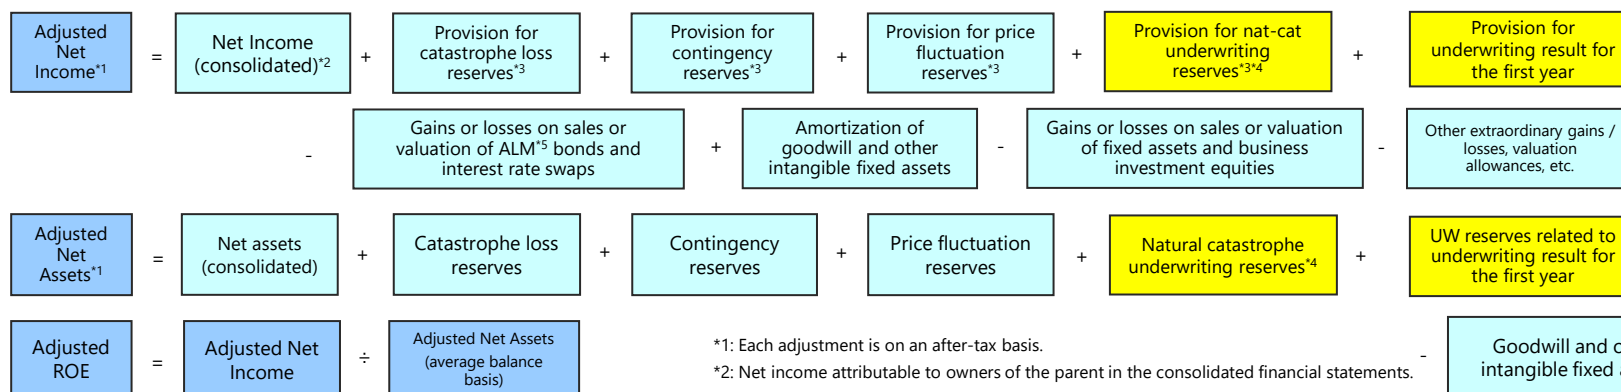 Adjusted
Net
Income*1
=
Net Income
(consolidated)*2
+
Provision for
catastrophe loss
reserves*3
+
Provision for
contingency
reserves*3
+
Provision for price
fluctuation
reserves*3
+
Provision for nat-cat
underwriting
reserves*3*4
+
Provision for
underwriting result for
the first year
-
Gains or losses on sales or
valuation of ALM*5 bonds and
interest rate swaps
+
Amortization of
goodwill and other
intangible fixed assets
-
Gains or losses on sales or valuation
of fixed assets and business
investment equities
-
Other extraordinary gains /
losses, valuation
allowances, etc.
Adjusted
Net
Assets*1
=
Net assets
(consolidated)
+
Catastrophe loss
reserves
+
Contingency
reserves
+
Price fluctuation
reserves
+
Natural catastrophe
underwriting reserves*4
+
UW reserves related to
underwriting result for
the first year
-
Goodwill and
intangible fixed
Adjusted
ROE
=
Adjusted Net
Income
÷
Adjusted Net Assets
(average balance
basis)
*1: Each adjustment is on an after-tax basis.
*2: Net income attributable to owners of the parent in the consolidated financial statements.